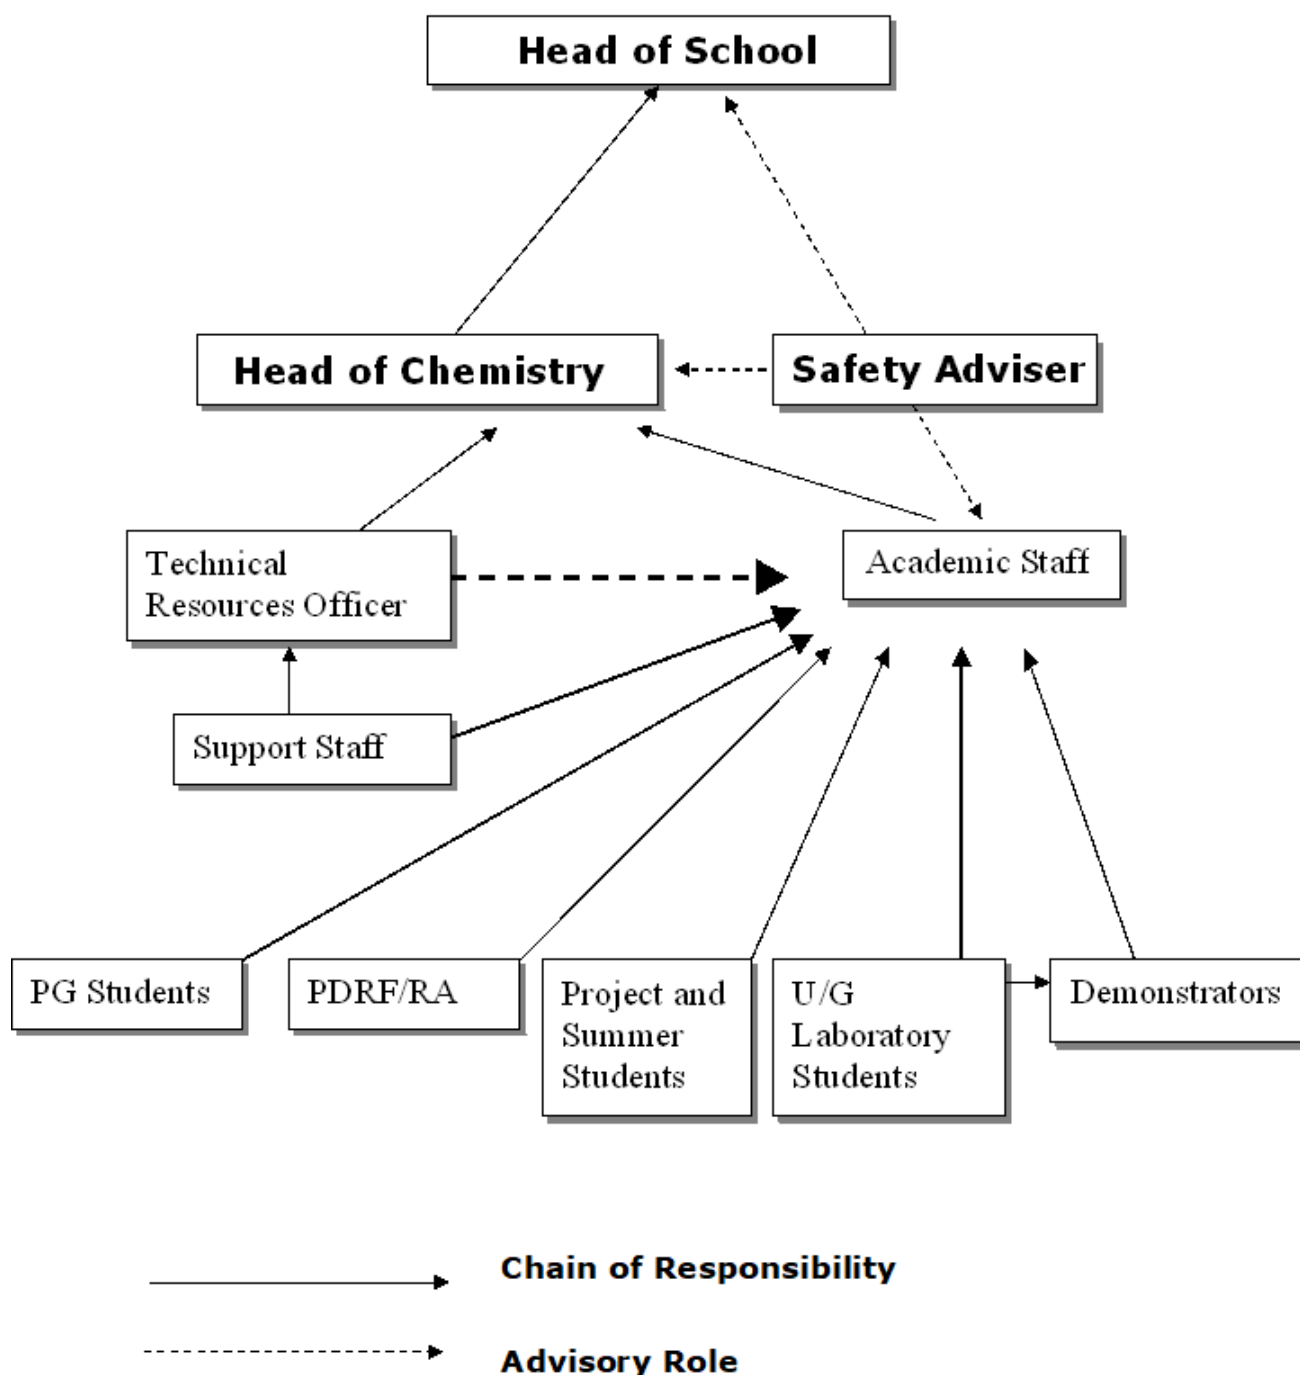 Head of School
Head of Chemistry
Safety Adviser
Technical
Resources Officer
Academic Staff
Support Staff
PG Students
PDRF/RA
Project and
Summer
Students
U/G
Laboratory
Students
Demonstrators
Chain of Responsibility
Advisory Role